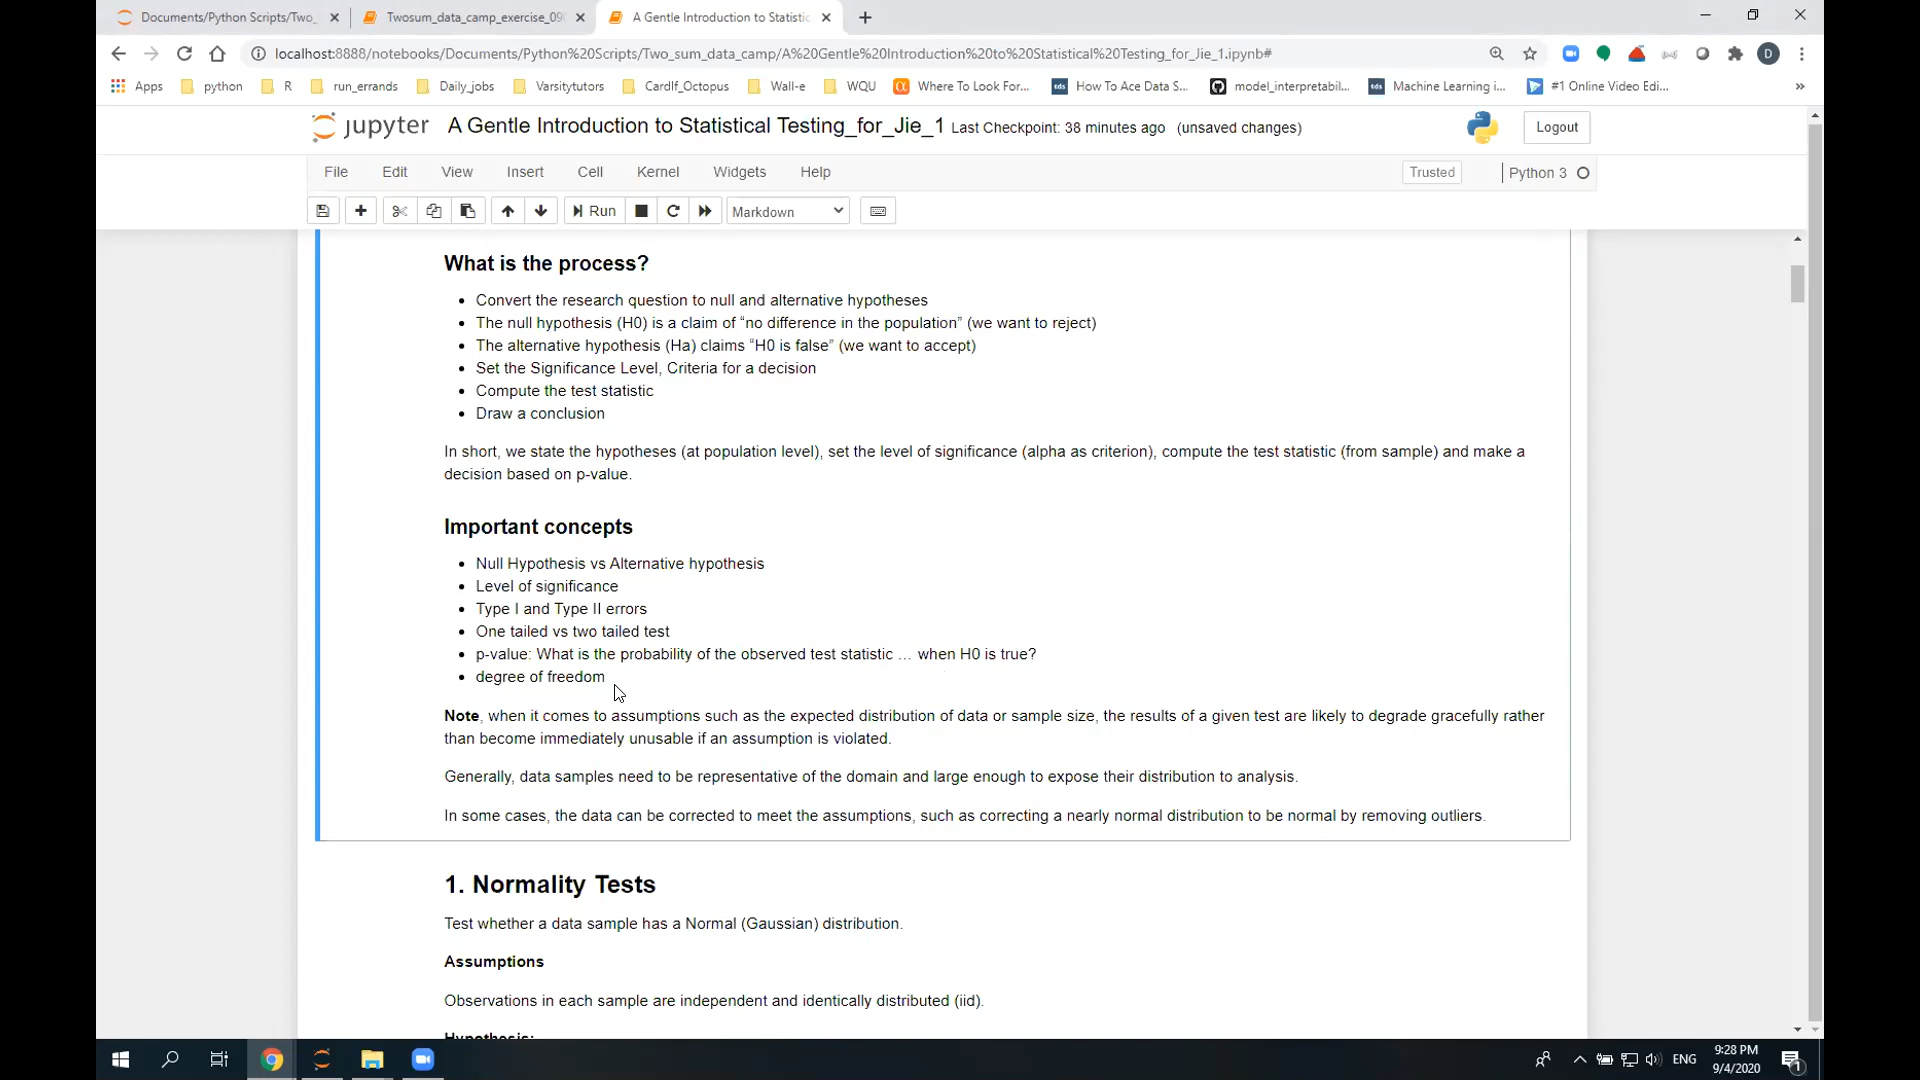 Documents/Python Scripts/Two_
Twosum_data_camp_exercise_09
A Gentle Introduction to Statistic
localhost:8888/notebooks/Documents/Python%20Scripts/Two_sum_data_camp/A%20Gentle%20Introduction%20to%20Statistical%20Testing_for_Jie_1.ipynb#
D
Apps python R run_errands Daily_jobs Varsitytutors Cardlf_Octopus Wall-e WQU Where To Look For... tds How To Ace Data S... model_interpretabil... tds Machine Learning i... #1 Online Video Edi... »
jupyter A Gentle Introduction to Statistical Testing_for_Jie_1 Last Checkpoint: 38 minutes ago (unsaved changes) Logout
File Edit View Insert Cell Kernel Widgets Help Trusted Python 3
Run Markdown
What is the process?
• Convert the research question to null and alternative hypotheses
• The null hypothesis (H0) is a claim of “no difference in the population” (we want to reject)
• The alternative hypothesis (Ha) claims “H0 is false” (we want to accept)
• Set the Significance Level, Criteria for a decision
• Compute the test statistic
• Draw a conclusion
In short, we state the hypotheses (at population level), set the level of significance (alpha as criterion), compute the test statistic (from sample) and make a
decision based on p-value.
Important concepts
• Null Hypothesis vs Alternative hypothesis
• Level of significance
• Type I and Type II errors
• One tailed vs two tailed test
• p-value: What is the probability of the observed test statistic … when H0 is true?
• degree of freedom
Note, when it comes to assumptions such as the expected distribution of data or sample size, the results of a given test are likely to degrade gracefully rather
than become immediately unusable if an assumption is violated.
Generally, data samples need to be representative of the domain and large enough to expose their distribution to analysis.
In some cases, the data can be corrected to meet the assumptions, such as correcting a nearly normal distribution to be normal by removing outliers.
1. Normality Tests
Test whether a data sample has a Normal (Gaussian) distribution.
Assumptions
Observations in each sample are independent and identically distributed (iid).
Hypothesis:
ENG
9:28 PM
9/4/2020
1